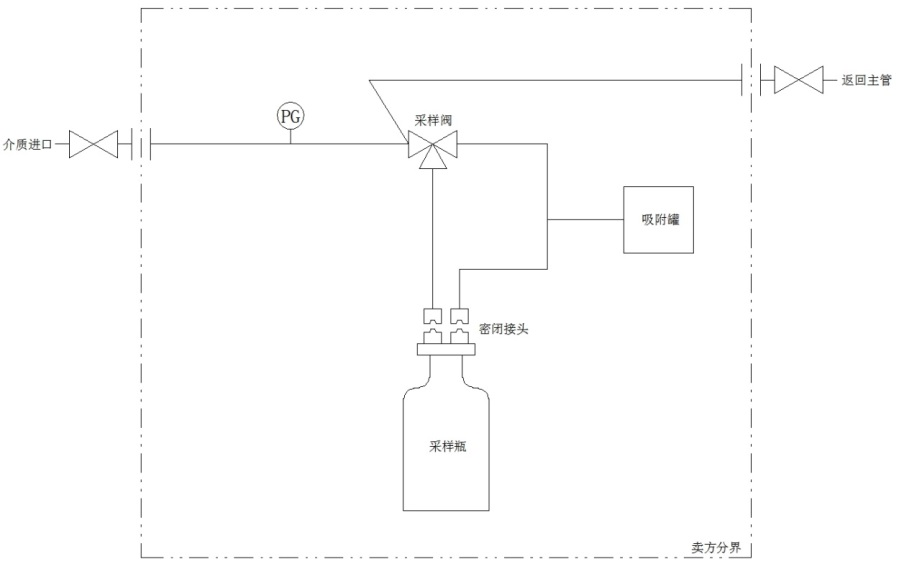 返回主管
PG
采样阀
介质进口
吸附罐
密闭接头
采样瓶
卖方分界